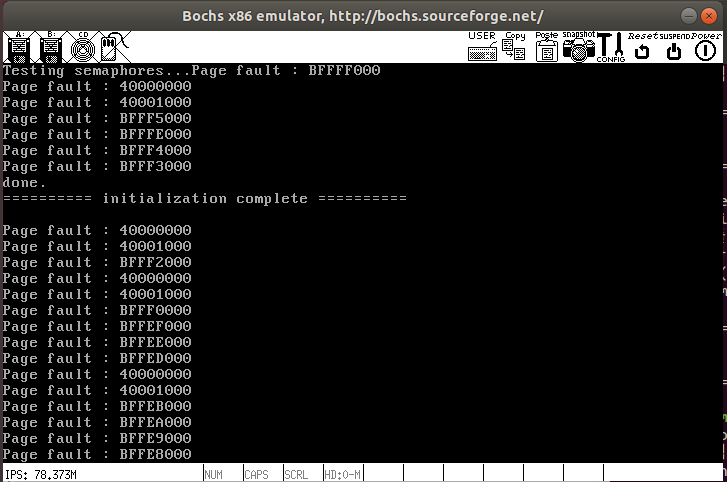 Bochs x86 emulator, http://bochs.sourceforge.net/
A: B: CD USER Copy Paste snapshot CONFIG Reset SUSPEND Power
Testing semaphores...Page fault : BFFFF000
Page fault : 40000000
Page fault : 40001000
Page fault : BFFF5000
Page fault : BFFFE000
Page fault : BFFF4000
Page fault : BFFF3000
done.
========== initialization complete ==========
Page fault : 40000000
Page fault : 40001000
Page fault : BFFF2000
Page fault : 40000000
Page fault : 40001000
Page fault : BFFF0000
Page fault : BFFEF000
Page fault : BFFEE000
Page fault : BFFED000
Page fault : 40000000
Page fault : 40001000
Page fault : BFFEB000
Page fault : BFFEA000
Page fault : BFFE9000
Page fault : BFFE8000
IPS: 78.373M NUM CAPS SCRL HD:0-M